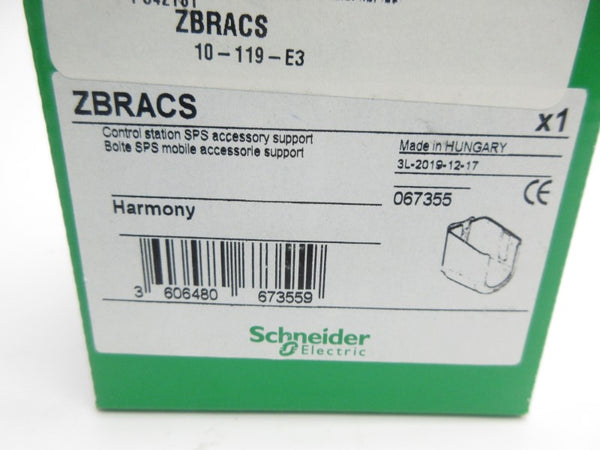 ZBRACS
10-119-E3
ZBRACS
x1
Control station SPS accessory support
Boite SPS mobile accessorie support
Made in HUNGARY
3L-2019-12-17
067355
CE
Harmony
3 606480 673559
Schneider
Electric